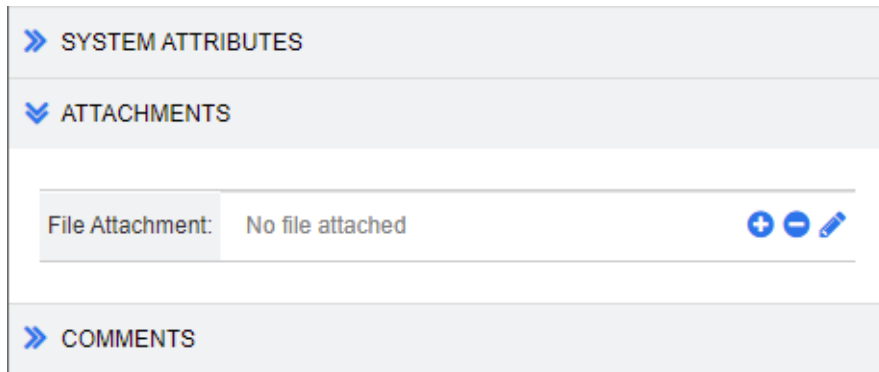 SYSTEM ATTRIBUTES
ATTACHMENTS
File Attachment: No file attached
COMMENTS